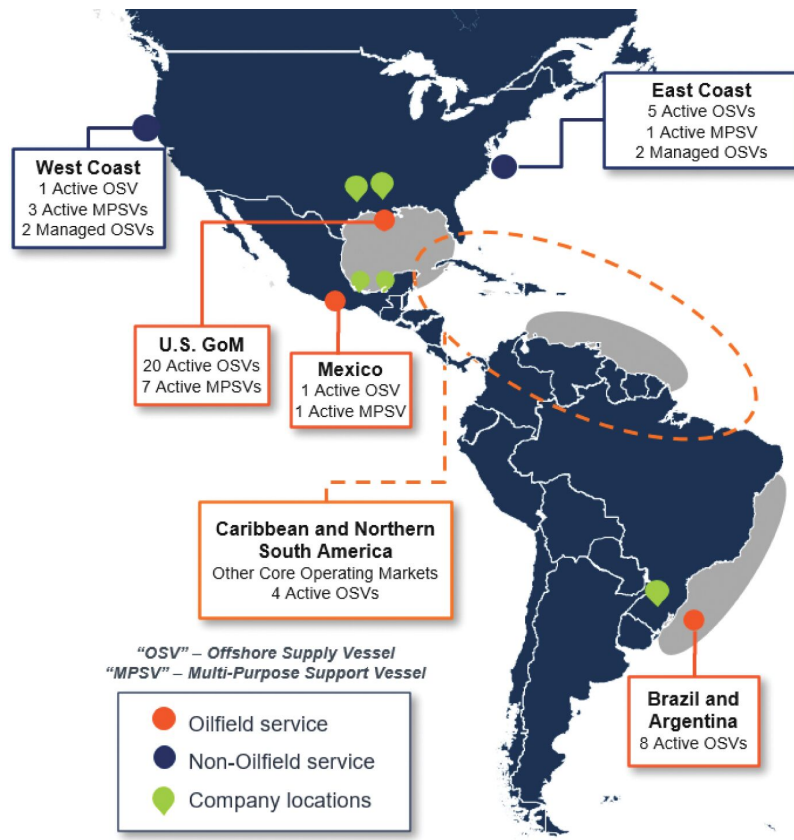 East Coast
5 Active OSVs
1 Active MPSV
2 Managed OSVs
West Coast
1 Active OSV
3 Active MPSVs
2 Managed OSVs
U.S. GoM
20 Active OSVs
7 Active MPSVs
Mexico
1 Active OSV
1 Active MPSV
Caribbean and Northern
South America
Other Core Operating Markets
4 Active OSVs
"OSV" – Offshore Supply Vessel
"MPSV" – Multi-Purpose Support Vessel
Oilfield service
Non-Oilfield service
Company locations
Brazil and
Argentina
8 Active OSVs